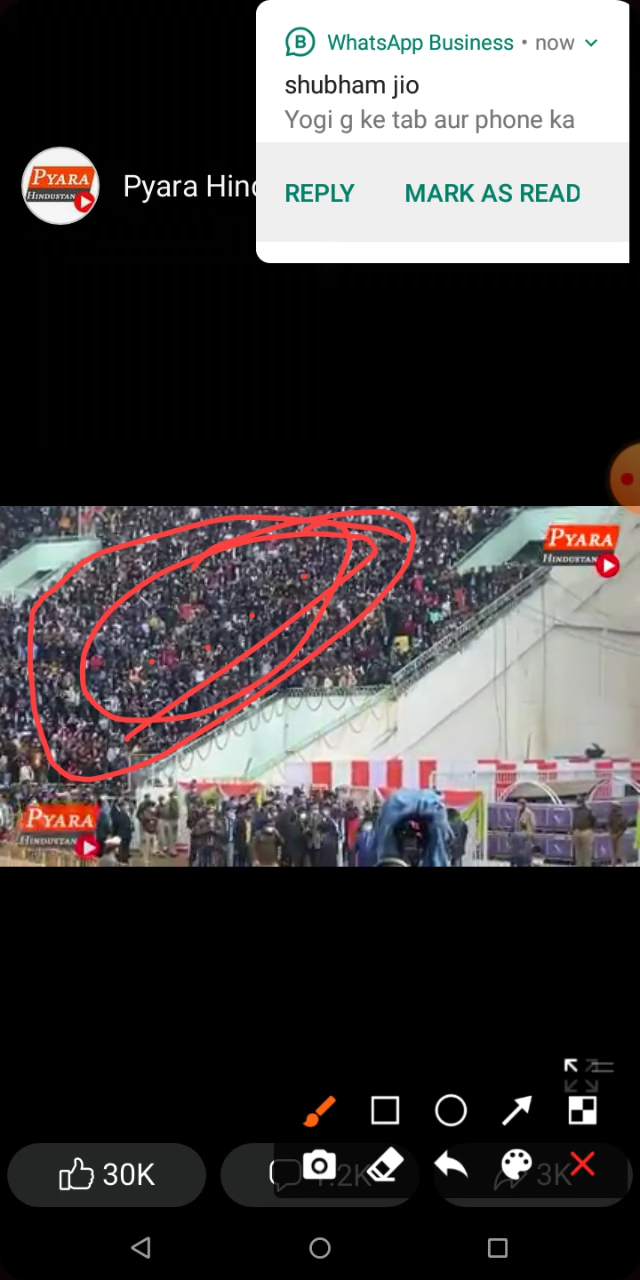 WhatsApp Business • now
shubham jio
Yogi g ke tab aur phone ka
REPLY MARK AS READ
PYARA
HINDUSTAN
Pyara Hind
PYARA
HINDUSTAN
PYARA
HINDUSTAN
30K
1.2K
3K